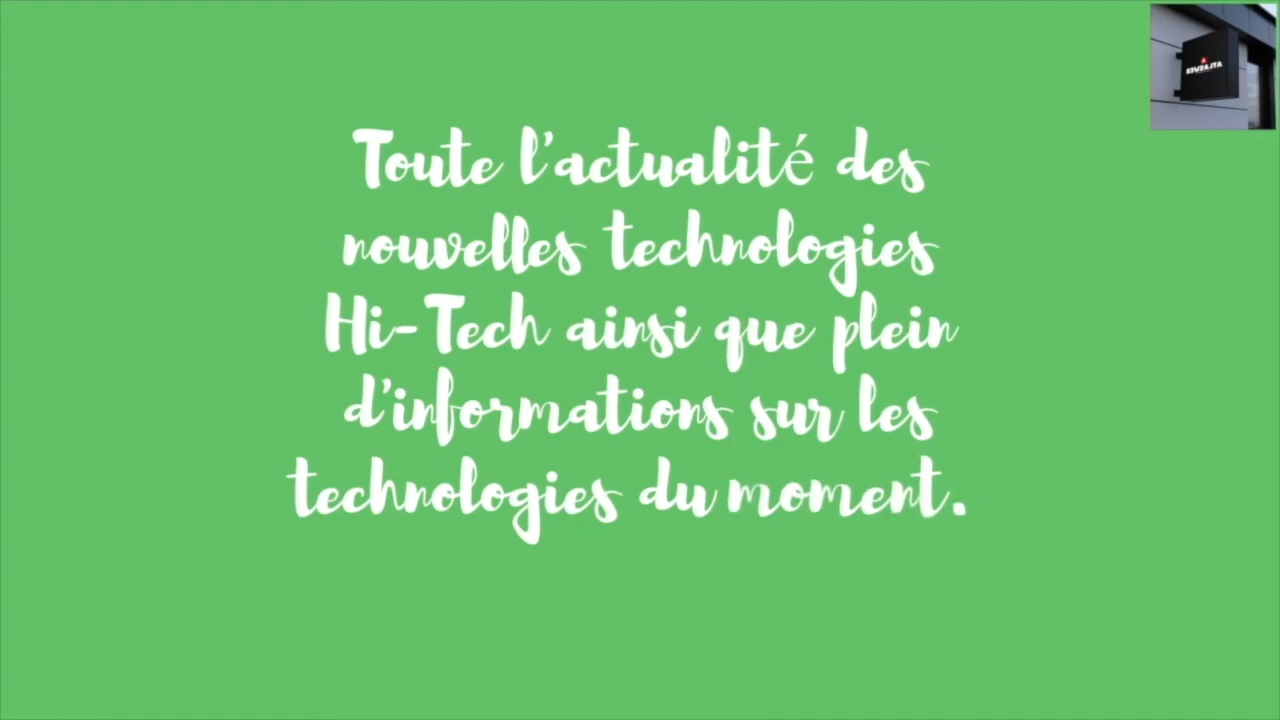 Toute l'actualité des
nouvelles technologies
Hi-Tech ainsi que plein
d'informations sur les
technologies du moment.